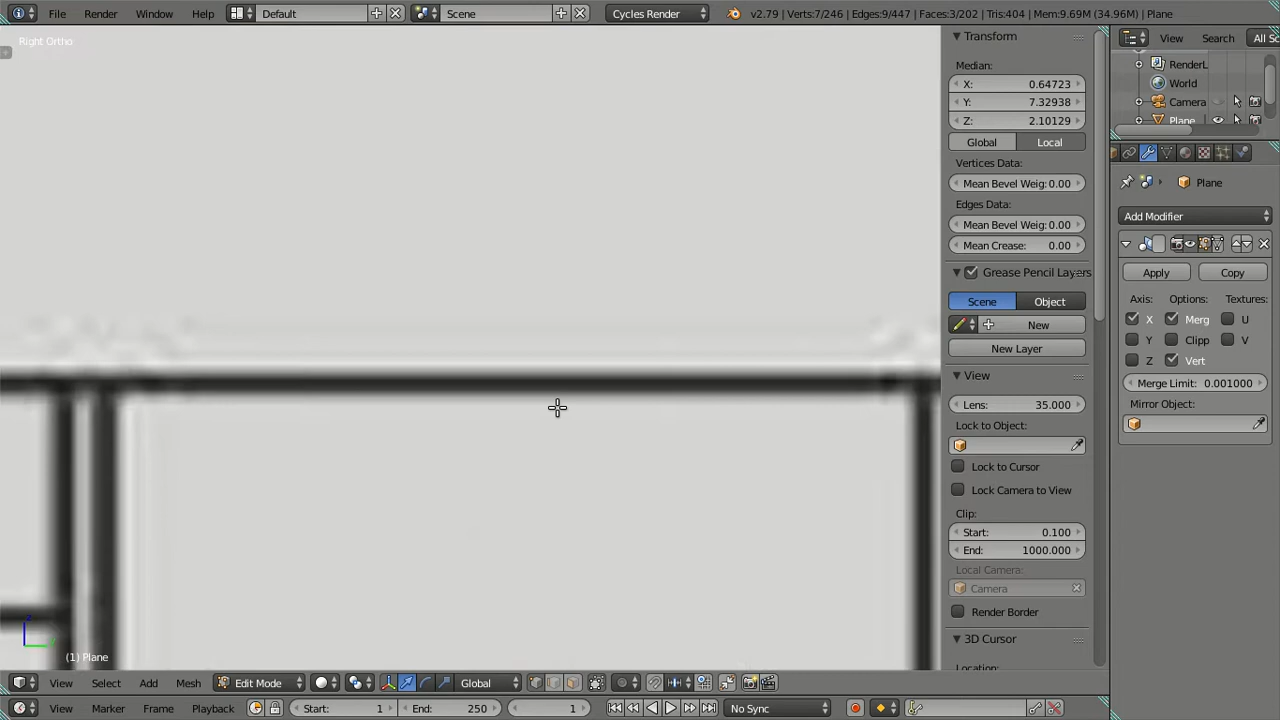 File Render Window Help Default Scene Cycles Render v2.79 | Verts:7/246 | Edges:9/447 | Faces:3/202 | Tris:404 | Mem:9.69M (34.96M) | Plane
Right Ortho
(1) Plane
z
Transform
Median:
X: 0.64723
Y: 7.32938
Z: 2.10129
Global Local
Vertices Data:
Mean Bevel Weig: 0.00
Edges Data:
Mean Bevel Weig: 0.00
Mean Crease: 0.00
Grease Pencil Layers
Scene Object
New
New Layer
View
Lens: 35.000
Lock to Object:
Lock to Cursor
Lock Camera to View
Clip:
Start: 0.100
End: 1000.000
Local Camera:
Camera
Render Border
3D Cursor
Location:
View Search All Sc
RenderL
World
Camera
Plane
Plane
Add Modifier
Apply Copy
Axis: Options: Textures:
X Merg U
Y Clipp V
Z Vert
Merge Limit: 0.001000
Mirror Object:
View Select Add Mesh Edit Mode Global
View Marker Frame Playback Start: 1 End: 250 1 No Sync